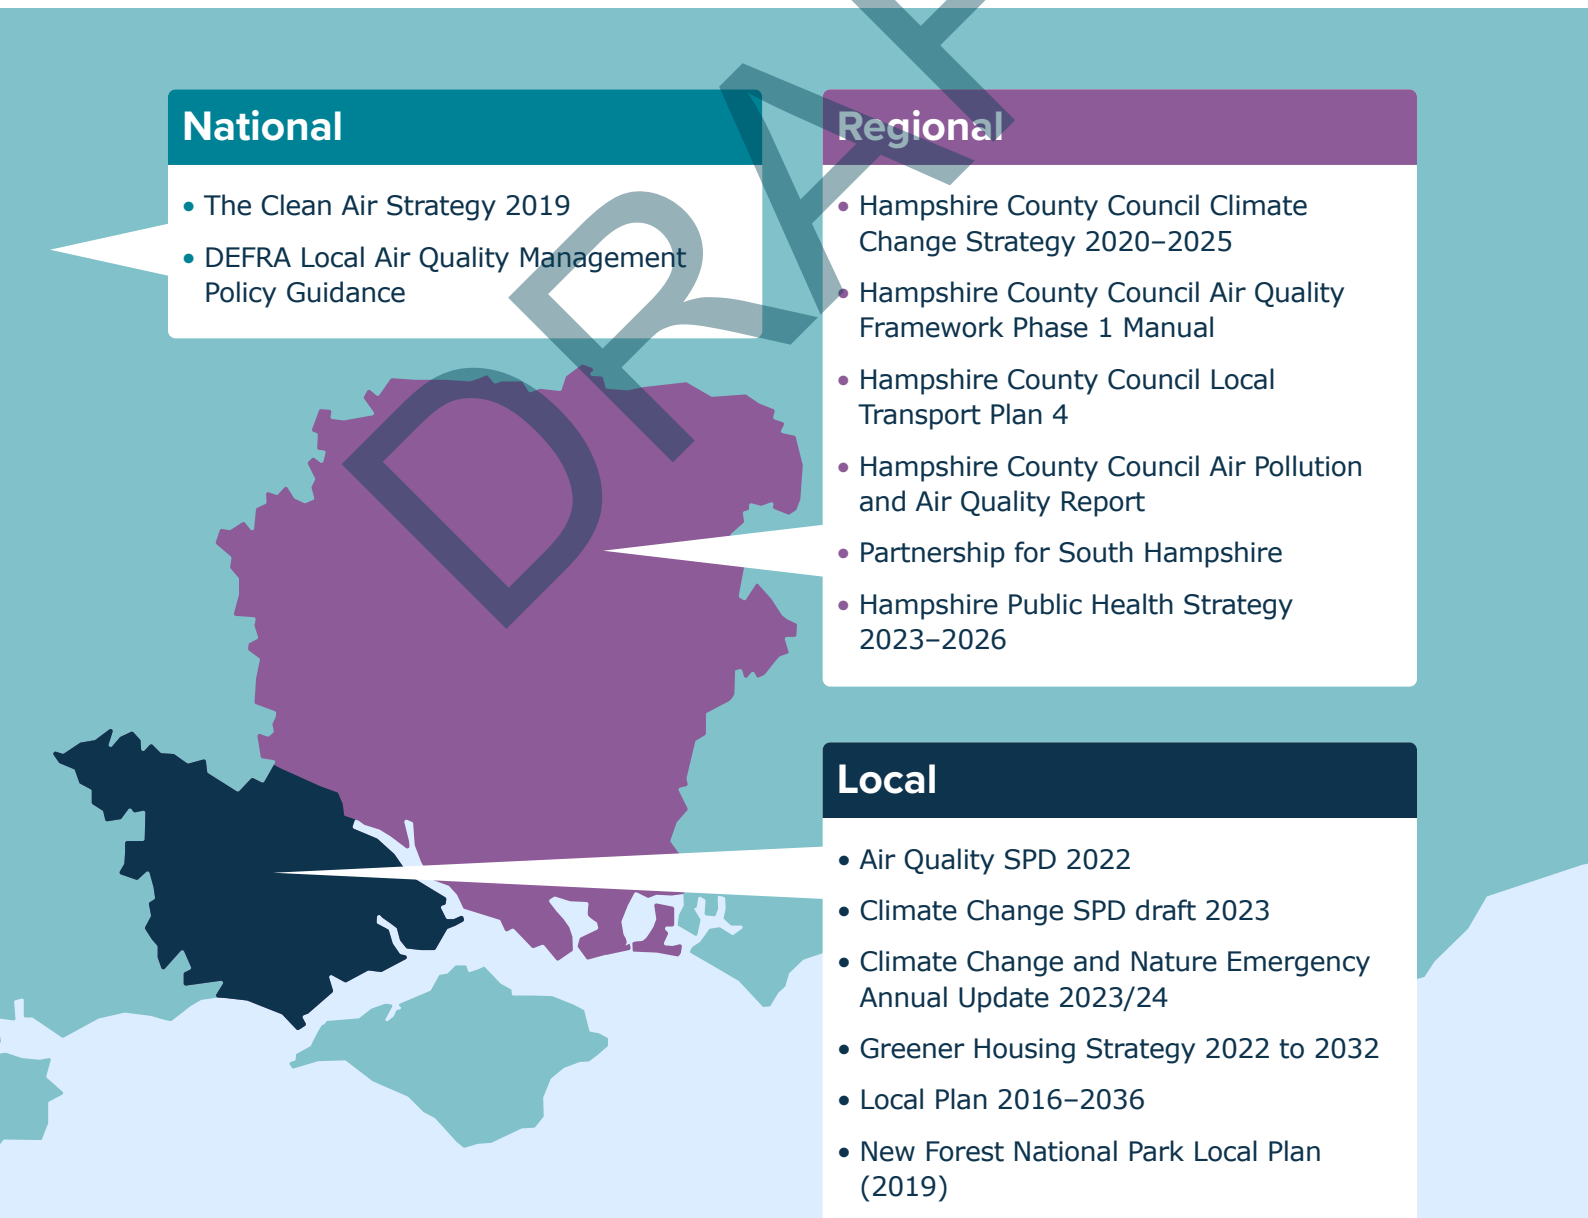 National
• The Clean Air Strategy 2019
• DEFRA Local Air Quality Management
Policy Guidance
Regional
• Hampshire County Council Climate
Change Strategy 2020–2025
• Hampshire County Council Air Quality
Framework Phase 1 Manual
• Hampshire County Council Local
Transport Plan 4
• Hampshire County Council Air Pollution
and Air Quality Report
• Partnership for South Hampshire
• Hampshire Public Health Strategy
2023–2026
Local
• Air Quality SPD 2022
• Climate Change SPD draft 2023
• Climate Change and Nature Emergency
Annual Update 2023/24
• Greener Housing Strategy 2022 to 2032
• Local Plan 2016–2036
• New Forest National Park Local Plan
(2019)